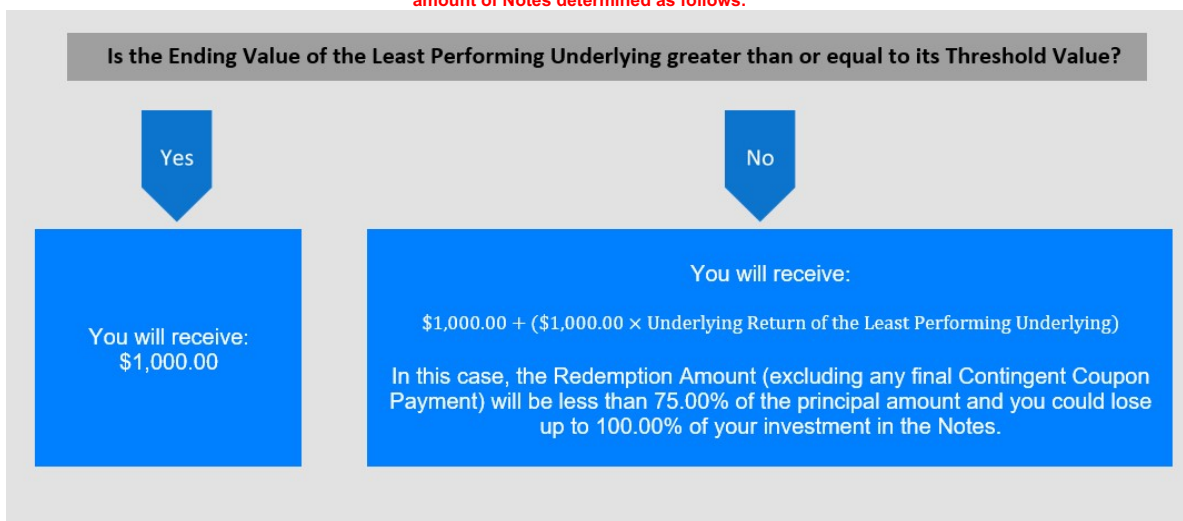 amount of Notes determined as follows:
Is the Ending Value of the Least Performing Underlying greater than or equal to its Threshold Value?
Yes
No
You will receive:
$1,000.00
You will receive:
$1,000.00 + ($1,000.00 × Underlying Return of the Least Performing Underlying)
In this case, the Redemption Amount (excluding any final Contingent Coupon
Payment) will be less than 75.00% of the principal amount and you could lose
up to 100.00% of your investment in the Notes.